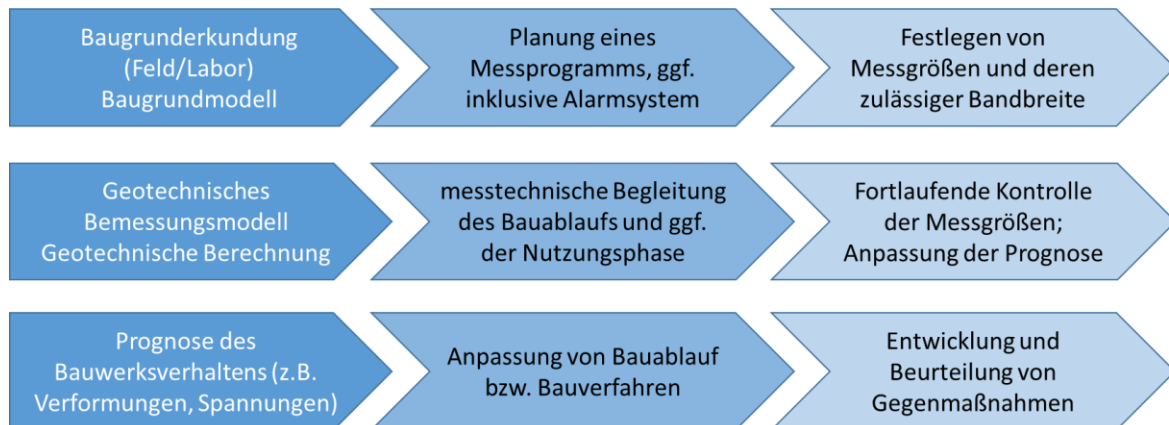 Baugrunderkundung
(Feld/Labor)
Baugrundmodell
Planung eines
Messprogramms, ggf.
inklusive Alarmsystem
Festlegen von
Messgrößen und deren
zulässiger Bandbreite
Geotechnisches
Bemessungsmodell
Geotechnische Berechnung
messtechnische Begleitung
des Bauablaufs und ggf.
der Nutzungsphase
Fortlaufende Kontrolle
der Messgrößen;
Anpassung der Prognose
Prognose des
Bauwerksverhaltens (z.B.
Verformungen, Spannungen)
Anpassung von Bauablauf
bzw. Bauverfahren
Entwicklung und
Beurteilung von
Gegenmaßnahmen